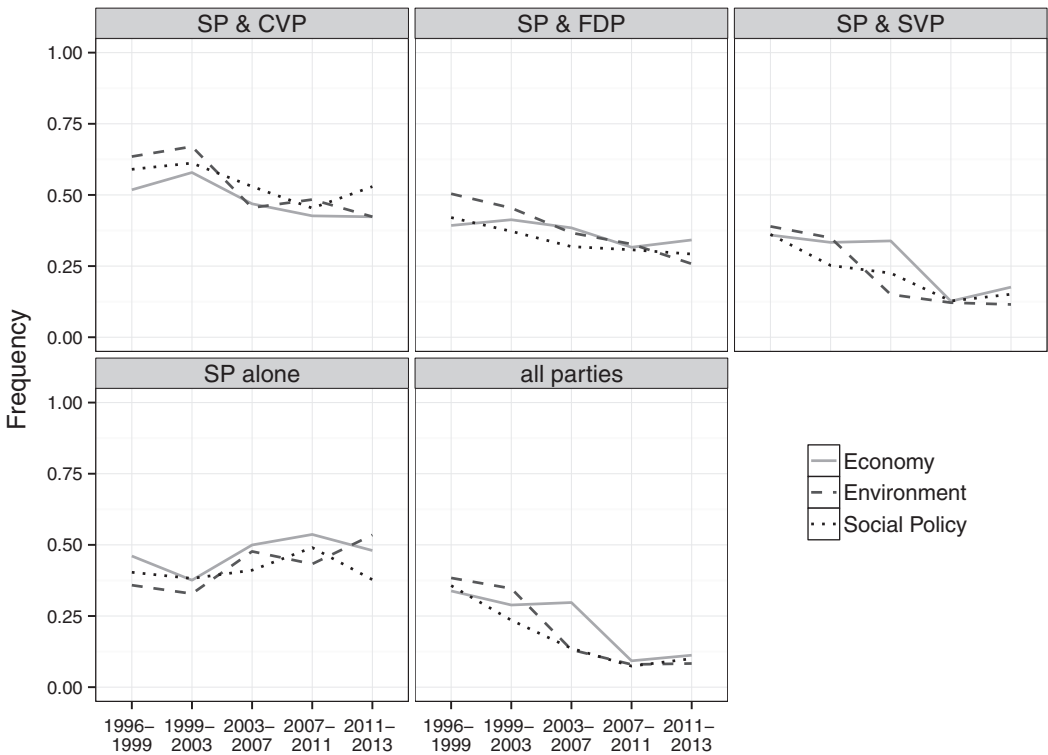 SP & CVP
SP & FDP
SP & SVP
1.00
0.75
0.50
0.25
0.00
Frequency
SP alone
all parties
1.00
0.75
0.50
0.25
0.00
1996– 1999– 2003– 2007– 2011–
1999 2003 2007 2011 2013
1996– 1999– 2003– 2007– 2011–
1999 2003 2007 2011 2013
Economy
Environment
Social Policy